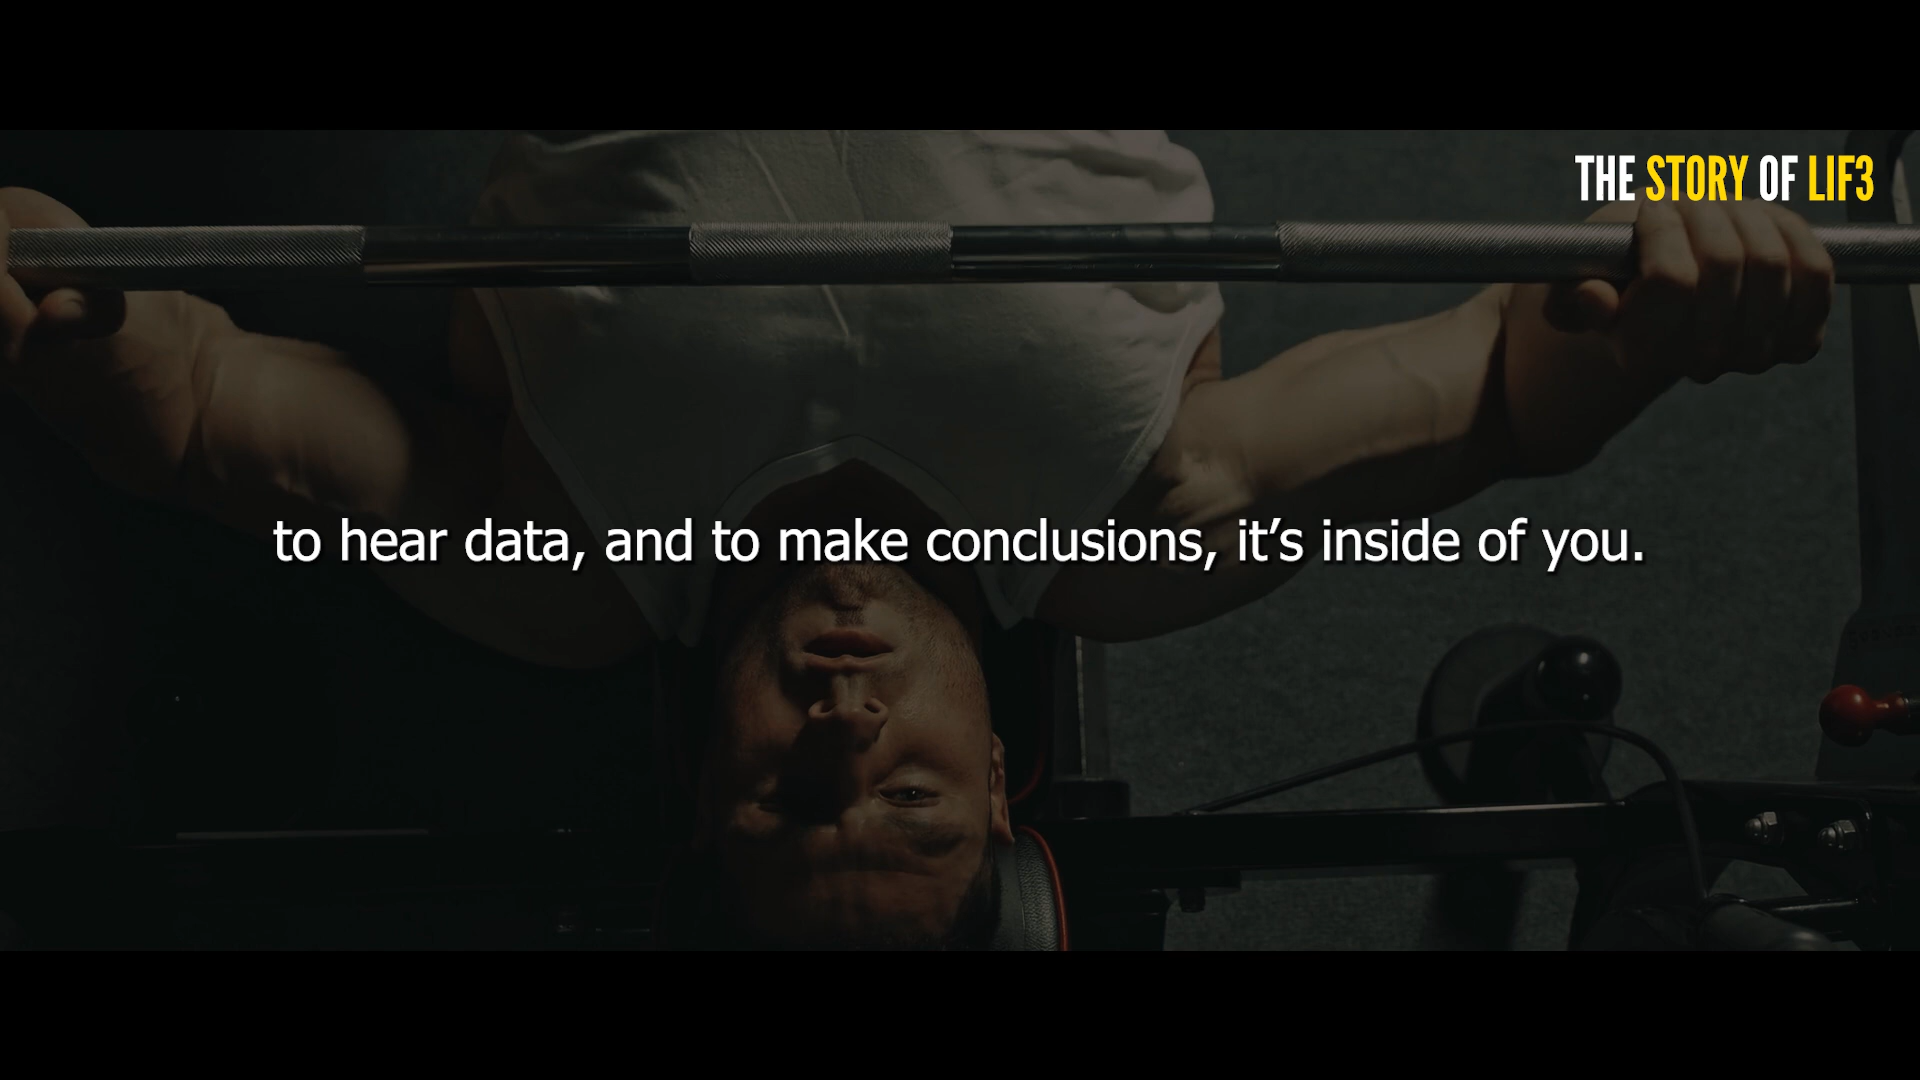 THE STORY OF LIF3
to hear data, and to make conclusions, it’s inside of you.